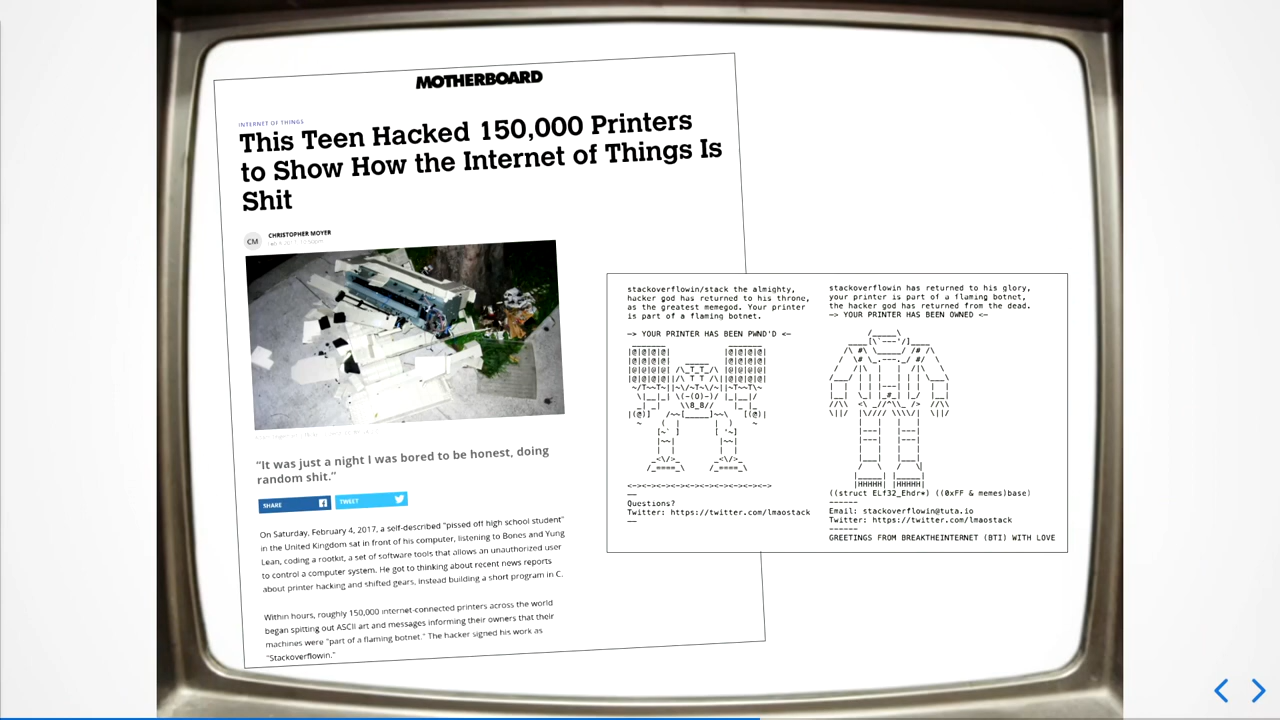 MOTHERBOARD
INTERNET OF THINGS
This Teen Hacked 150,000 Printers
to Show How the Internet of Things Is
Shit
CM
CHRISTOPHER MOYER
“It was just a night I was bored to be honest, doing
random shit.”
SHARE
TWEET
On Saturday, February 4, 2017, a self-described "pissed off high school student"
in the United Kingdom sat in front of his computer, listening to Bones and Yung
Lean, coding a rootkit, a set of software tools that allows an unauthorized user
to control a computer system. He got to thinking about recent news reports
about printer hacking and shifted gears, instead building a short program in C.
Within hours, roughly 150,000 internet-connected printers across the world
began spitting out ASCII art and messages informing their owners that their
machines were "part of a flaming botnet." The hacker signed his work as
"Stackoverflowin."
stackoverflowin/stack the almighty,
hacker god has returned to his throne,
as the greatest memegod. Your printer
is part of a flaming botnet.
—> YOUR PRINTER HAS BEEN PWND'D <—
Questions?
Twitter: https://twitter.com/lmaostack
stackoverflowin has returned to his glory,
your printer is part of a flaming botnet,
the hacker god has returned from the dead.
—> YOUR PRINTER HAS BEEN OWNED <—
((struct ELf32_Ehdr*) ((0xFF & memes)base)
------
Email: stackoverflowin@tuta.io
Twitter: https://twitter.com/lmaostack
------
GREETINGS FROM BREAKTHEINTERNET (BTI) WITH LOVE